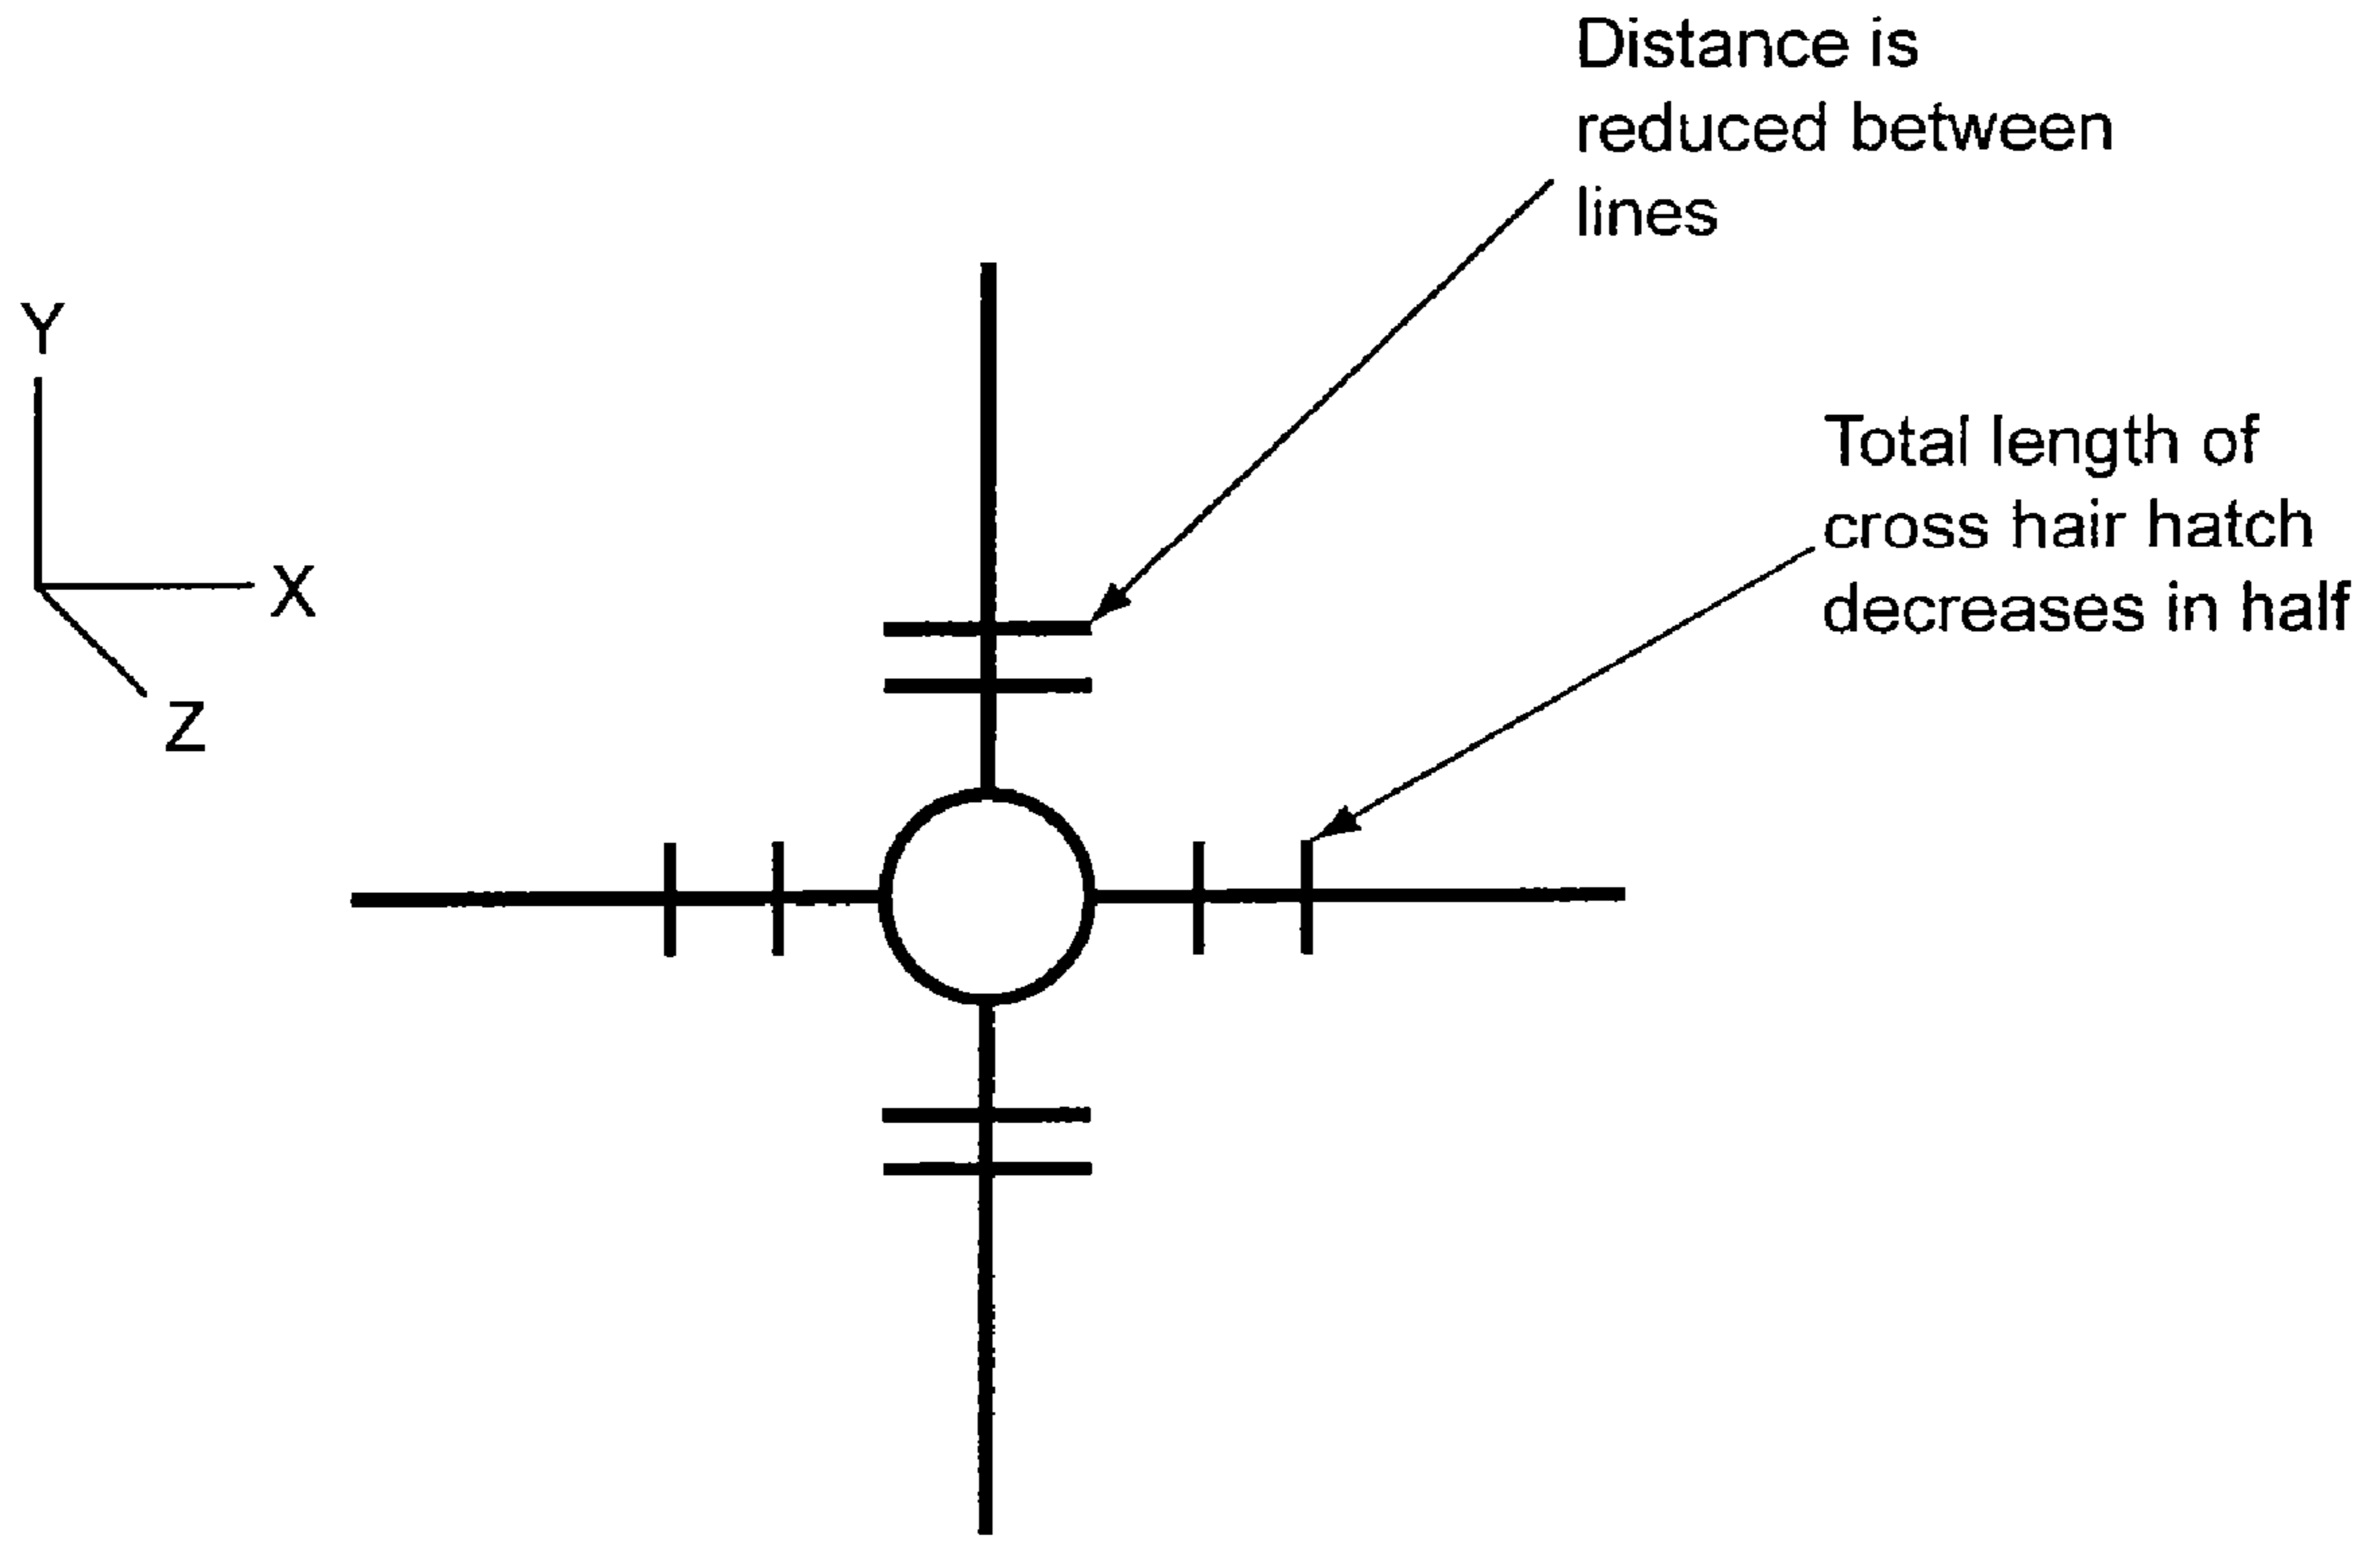 Distance is
reduced between
lines
Y
X
Z
Total length of
cross hair hatch
decreases in half